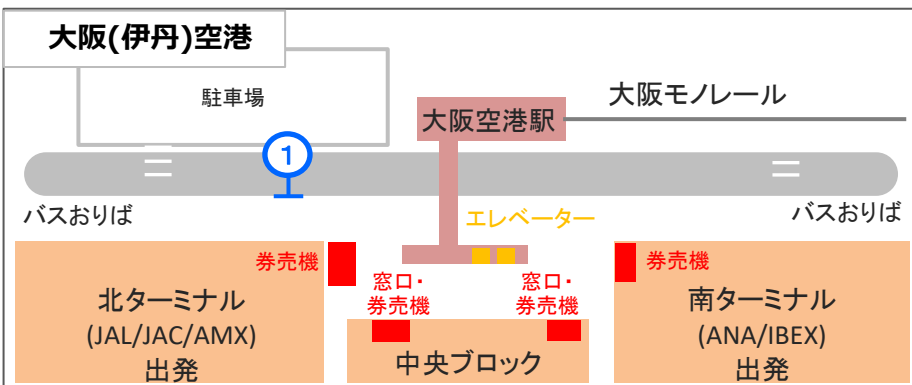 大阪(伊丹)空港
駐車場
大阪空港駅
大阪モノレール
1
バスおりば
エレベーター
バスおりば
券売機
窓口・
券売機
窓口・
券売機
券売機
北ターミナル
(JAL/JAC/AMX)
出発
中央ブロック
南ターミナル
(ANA/IBEX)
出発